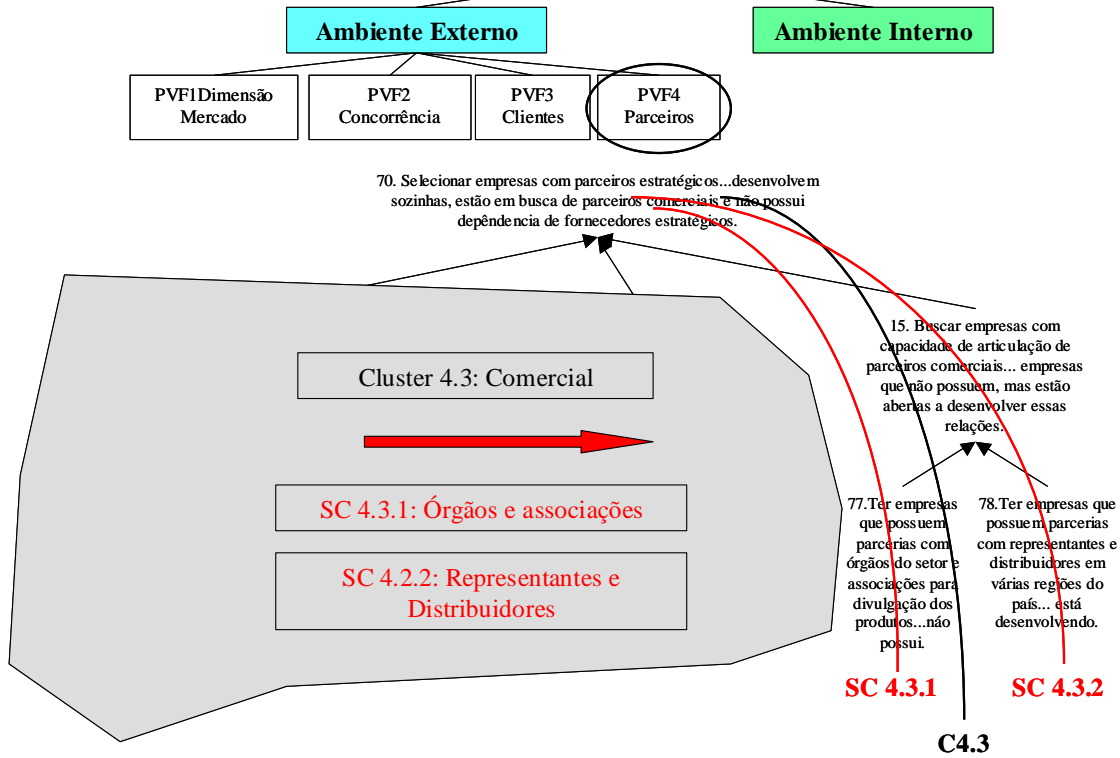 Ambiente Externo
Ambiente Interno
PVF1Dimensão
Mercado
PVF2
Concorrência
PVF3
Clientes
PVF4
Parceiros
70. Selecionar empresas com parceiros estratégicos...desenvolvem
sozinhas, estão em busca de parceiros comereiais e não possui
depêndencia de fornecedores estratégicos.
15. Buscar empresas com
capacidade de articulação de
parceiros comerciais... empresas
que não possuem, mas estão
abertas a desenvolver essas
relações.
Cluster 4.3: Comercial
SC 4.3.1: Órgãos e associações
SC 4.2.2: Representantes e
Distribuidores
77.Ter empresas
que possuem
parcerias com
órgãos do setor e
associações para
divulgação dos
produtos...náo
possui.
78.Ter empresas que
possuem parcerias
com representantes e
distribuidores em
várias regiões do
país... está
desenvolvendo.
SC 4.3.1
SC 4.3.2
C4.3